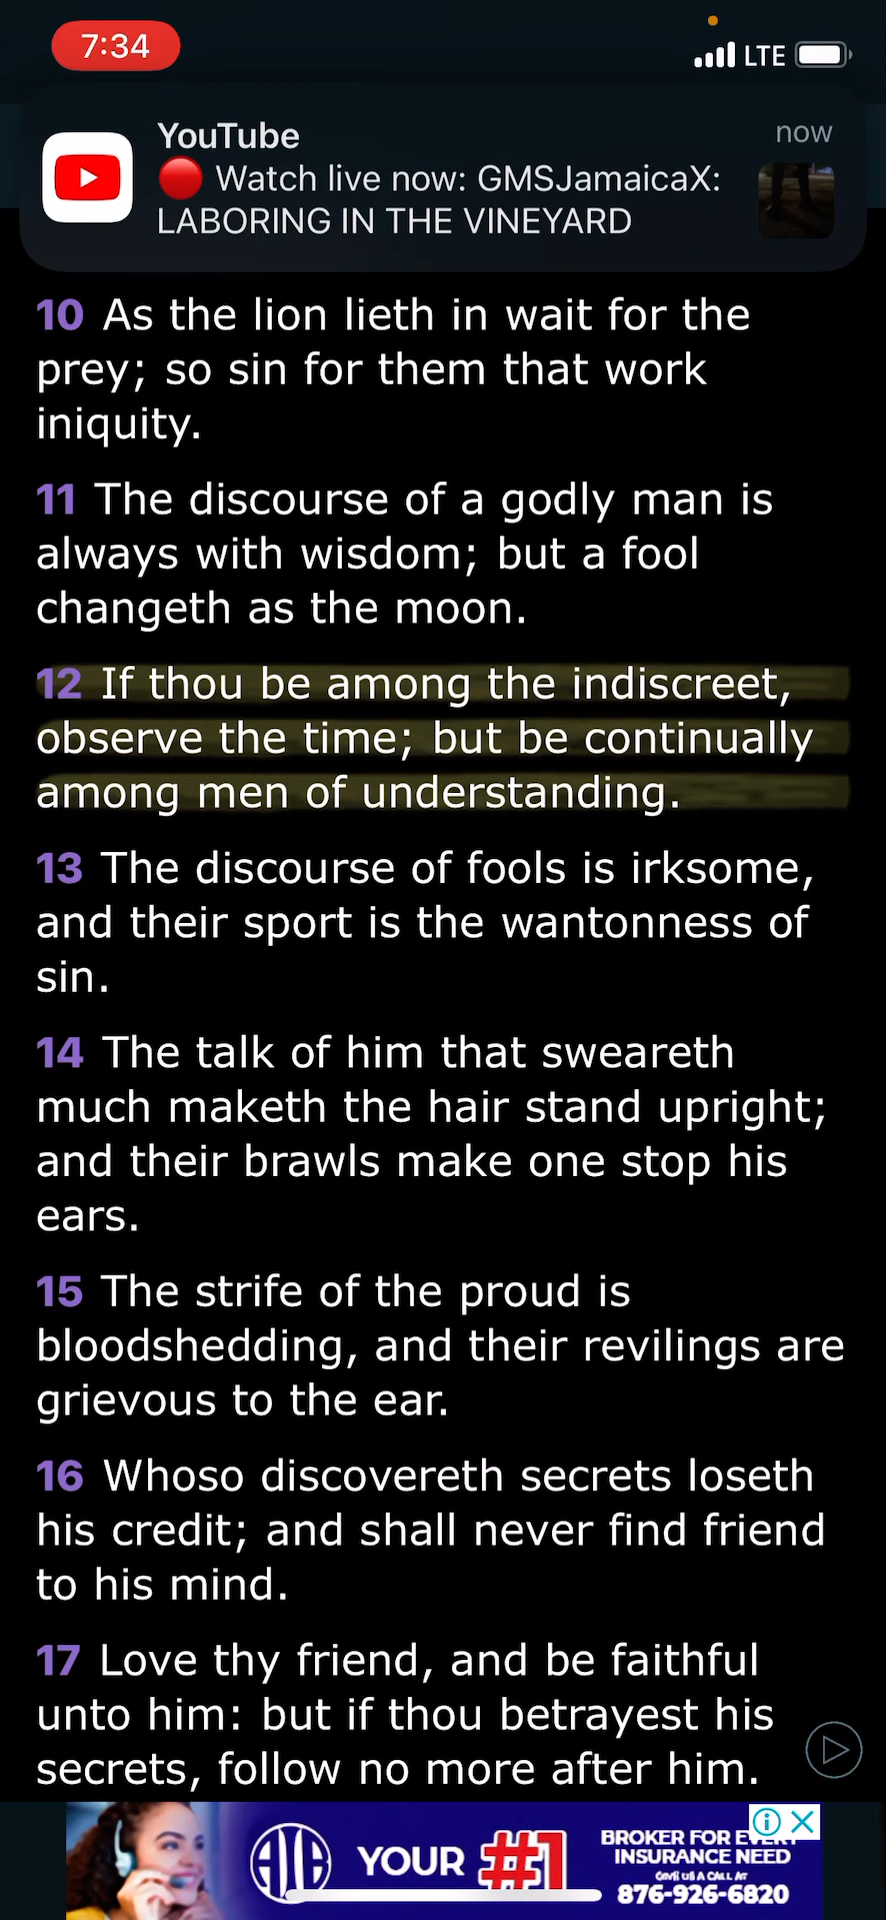 7:34
LTE
YouTube
now
Watch live now: GMSJamaicaX:
LABORING IN THE VINEYARD
10 As the lion lieth in wait for the
prey; so sin for them that work
iniquity.
11 The discourse of a godly man is
always with wisdom; but a fool
changeth as the moon.
12 If thou be among the indiscreet,
observe the time; but be continually
among men of understanding.
13 The discourse of fools is irksome,
and their sport is the wantonness of
sin.
14 The talk of him that sweareth
much maketh the hair stand upright;
and their brawls make one stop his
ears.
15 The strife of the proud is
bloodshedding, and their revilings are
grievous to the ear.
16 Whoso discovereth secrets loseth
his credit; and shall never find friend
to his mind.
17 Love thy friend, and be faithful
unto him: but if thou betrayest his
secrets, follow no more after him.
YOUR #1
BROKER FOR EVERY
INSURANCE NEED
GIVE US A CALL AT
876-926-6820